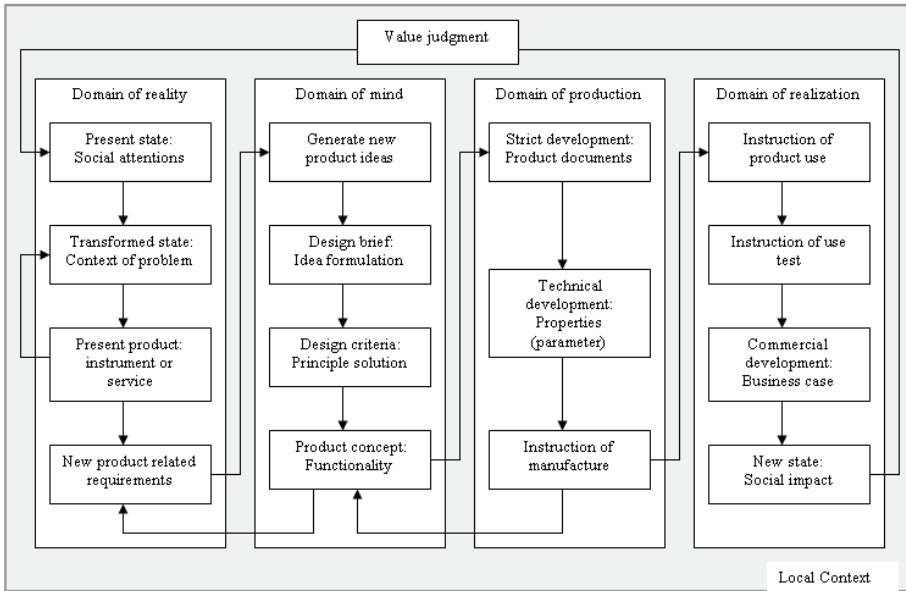 Value judgment
Domain of reality
Present state:
Social attentions
Transformed state:
Context of problem
Present product:
instrument or
service
New product related
requirements
Domain of mind
Generate new
product ideas
Design brief:
Idea formulation
Design criteria:
Principle solution
Product concept:
Functionality
Domain of production
Strict development:
Product documents
Technical
development:
Properties
(parameter)
Instruction of
manufacture
Domain of realization
Instruction of
product use
Instruction of use
test
Commercial
development:
Business case
New state:
Social impact
Local Context